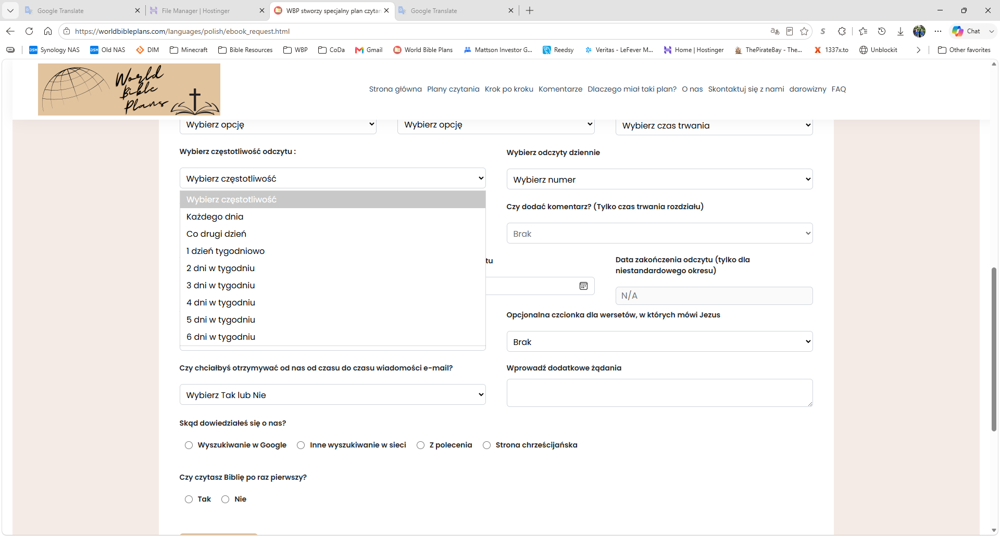 Google Translate
File Manager | Hostinger
WBP stworzy specjalny plan czytan
Google Translate
https://worldbibleplans.com/languages/polish/ebook_request.html
Chat
Synology NAS
Old NAS
DIM
Minecraft
Bible Resources
WBP
CoDa
Gmail
World Bible Plans
Mattson Investor G...
Reedsy
Veritas - LeFever M...
Home | Hostinger
ThePirateBay - The...
1337x.to
Unblockit
Other favorites
World
Bible
Plans
Strona główna Plany czytania Krok po kroku Komentarze Dlaczego miał taki plan? O nas Skontaktuj się z nami darowizny FAQ
Wybierz opcję
Wybierz opcję
Wybierz czas trwania
Wybierz częstotliwość odczytu :
Wybierz odczyty dziennie
Wybierz częstotliwość
Wybierz numer
Wybierz częstotliwość
Każdego dnia
Co drugi dzień
1 dzień tygodniowo
2 dni w tygodniu
3 dni w tygodniu
4 dni w tygodniu
5 dni w tygodniu
6 dni w tygodniu
Czy dodać komentarz? (Tylko czas trwania rozdziału)
Brak
tu
Data zakończenia odczytu (tylko dla
niestandardowego okresu)
N/A
Opcjonalna czcionka dla wersetów, w których mówi Jezus
Brak
Czy chciałbyś otrzymywać od nas od czasu do czasu wiadomości e-mail?
Wprowadź dodatkowe żądania
Wybierz Tak lub Nie
Skąd dowiedziałeś się o nas?
Wyszukiwanie w Google
Inne wyszukiwanie w sieci
Z polecenia
Strona chrześcijańska
Czy czytasz Biblię po raz pierwszy?
Tak
Nie